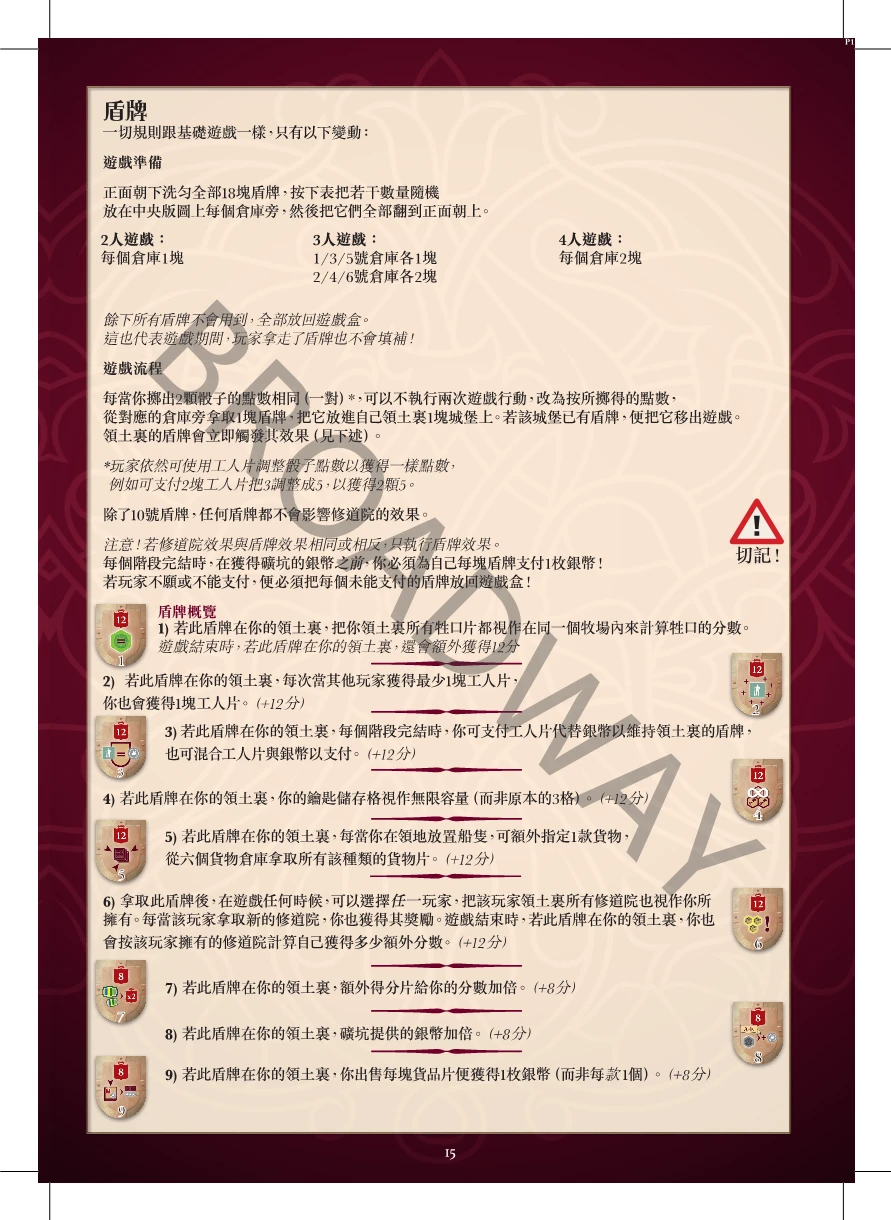 P1
盾牌
一切規則跟基礎遊戲一樣，只有以下變動：
遊戲準備
正面朝下洗勻全部18塊盾牌，按下表把若干數量隨機
放在中央版圖上每個倉庫旁，然後把它們全部翻到正面朝上。
2人遊戲：
每個倉庫1塊
3人遊戲：
1/3/5號倉庫各1塊
2/4/6號倉庫各2塊
4人遊戲：
每個倉庫2塊
餘下所有盾牌不會用到，全部放回遊戲盒。
這也代表遊戲期間，玩家拿走了盾牌也不會填補！
遊戲流程
每當你擲出2顆骰子的點數相同（一對）*，可以不執行兩次遊戲行動，改為按所擲得的點數，
從對應的倉庫旁拿取1塊盾牌，把它放進自己領土裏1塊城堡上。若該城堡已有盾牌，便把它移出遊戲。
領土裏的盾牌會立即觸發其效果（見下述）。
*玩家依然可使用工人片調整骰子點數以獲得一樣點數，
例如可支付2塊工人片把3調整成5，以獲得2顆5。
除了10號盾牌，任何盾牌都不會影響修道院的效果。
注意！若修道院效果與盾牌效果相同或相反，只執行盾牌效果。
每個階段完結時，在獲得礦坑的銀幣之前，你必須為自己每塊盾牌支付1枚銀幣！
若玩家不願或不能支付，便必須把每個未能支付的盾牌放回遊戲盒！
切記！
盾牌概覽
1) 若此盾牌在你的領土裏，把你領土裏所有牲口片都視作在同一個牧場內來計算牲口的分數。
遊戲結束時，若此盾牌在你的領土裏，還會額外獲得12分
12
1
2) 若此盾牌在你的領土裏，每次當其他玩家獲得最少1塊工人片，
你也會獲得1塊工人片。（+12分）
12
2
3) 若此盾牌在你的領土裏，每個階段完結時，你可支付工人片代替銀幣以維持領土裏的盾牌，
也可混合工人片與銀幣以支付。（+12分）
12
3
4) 若此盾牌在你的領土裏，你的鑰匙儲存格視作無限容量（而非原本的3格）。（+12分）
12
4
5) 若此盾牌在你的領土裏，每當你在領地放置船隻，可額外指定1款貨物，
從六個貨物倉庫拿取所有該種類的貨物片。（+12分）
12
5
6) 拿取此盾牌後，在遊戲任何時候，可以選擇任一玩家，把該玩家領土裏所有修道院也視作你所
擁有。每當該玩家拿取新的修道院，你也獲得其獎勵。遊戲結束時，若此盾牌在你的領土裏，你也
會按該玩家擁有的修道院計算自己獲得多少額外分數。（+12分）
12
6
7) 若此盾牌在你的領土裏，額外得分片給你的分數加倍。（+8分）
8
x2
7
8) 若此盾牌在你的領土裏，礦坑提供的銀幣加倍。（+8分）
8
8
9) 若此盾牌在你的領土裏，你出售每塊貨品片便獲得1枚銀幣（而非每款1個）。（+8分）
8
9
15
BROADWAY